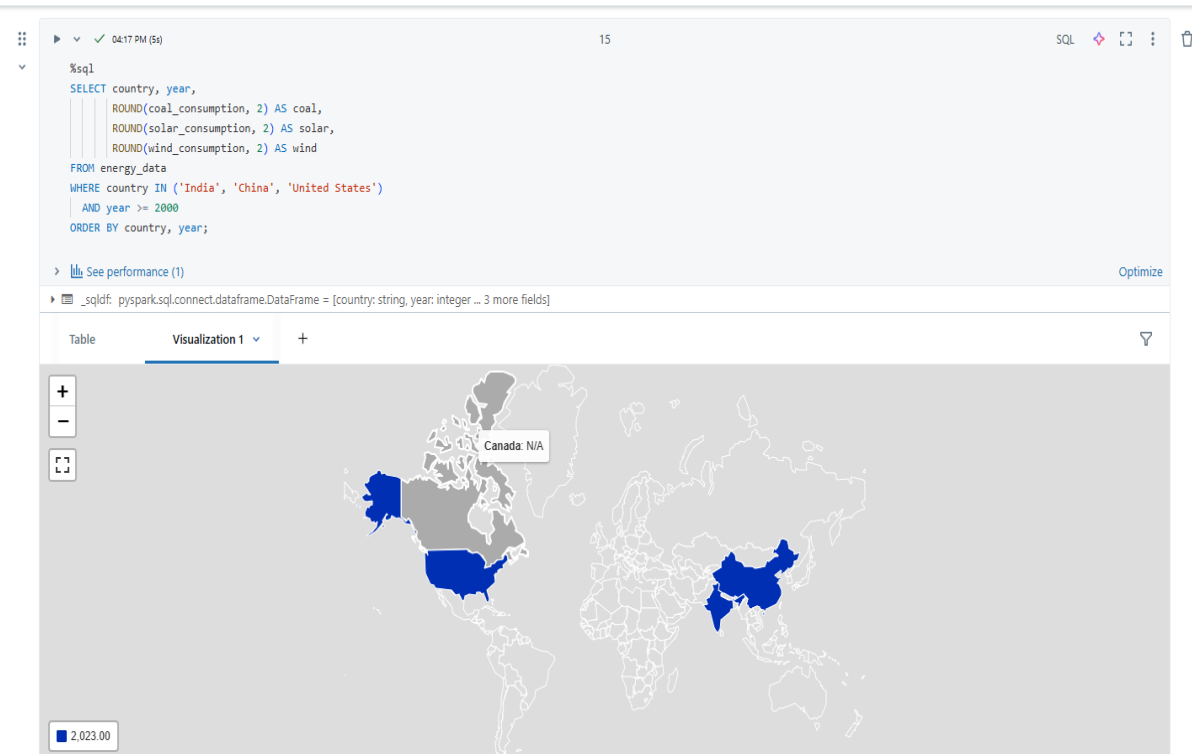 04:17 PM (5s)
15
SQL
%sql
SELECT country, year,
ROUND(coal_consumption, 2) AS coal,
ROUND(solar_consumption, 2) AS solar,
ROUND(wind_consumption, 2) AS wind
FROM energy_data
WHERE country IN ('India', 'China', 'United States')
AND year >= 2000
ORDER BY country, year;
See performance (1)
Optimize
_sqldf: pyspark.sql.connect.dataframe.DataFrame = [country: string, year: integer ... 3 more fields]
Table
Visualization 1
+
+
−
Canada: N/A
2,023.00